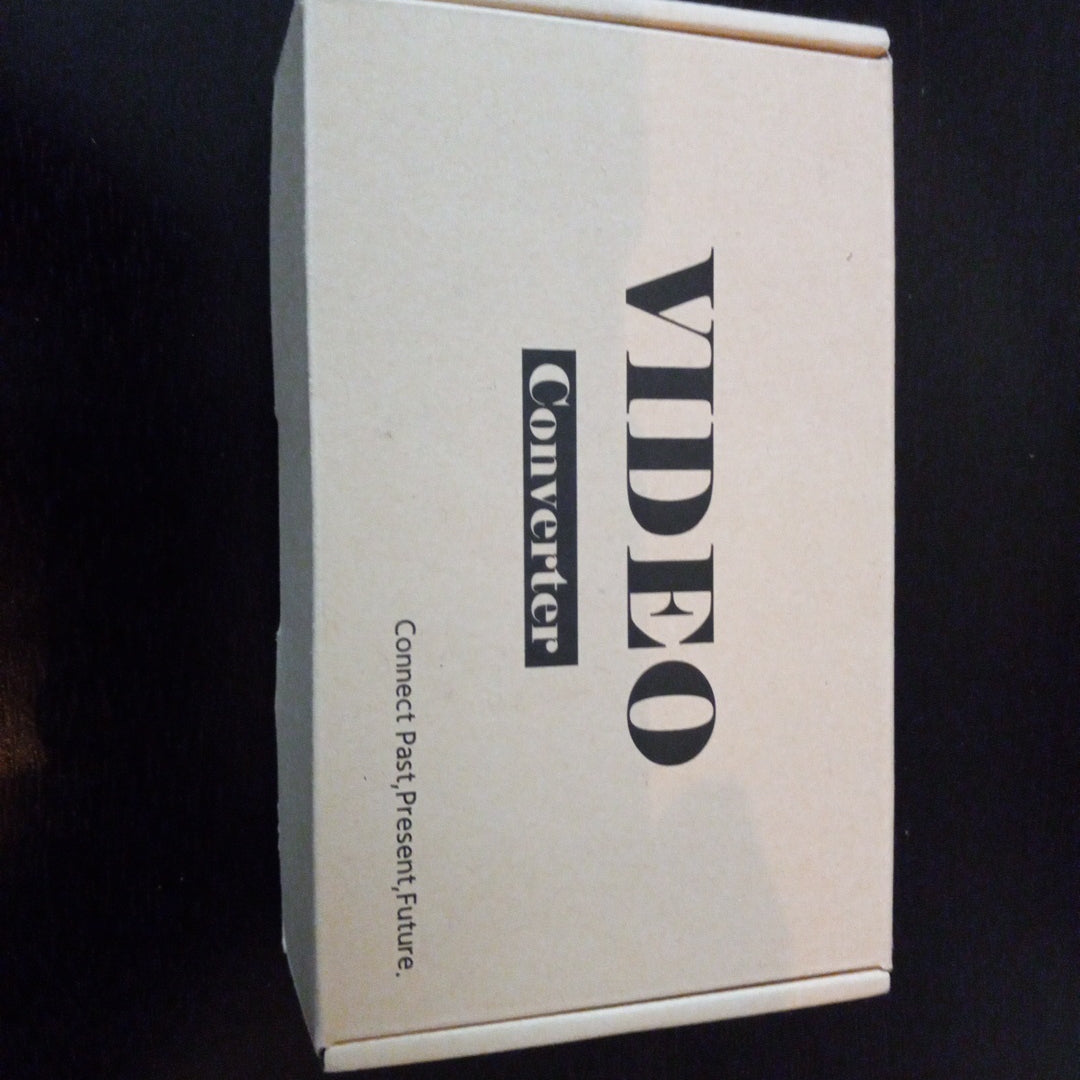 VIDEO
Converter
Connect Past,Present,Future.